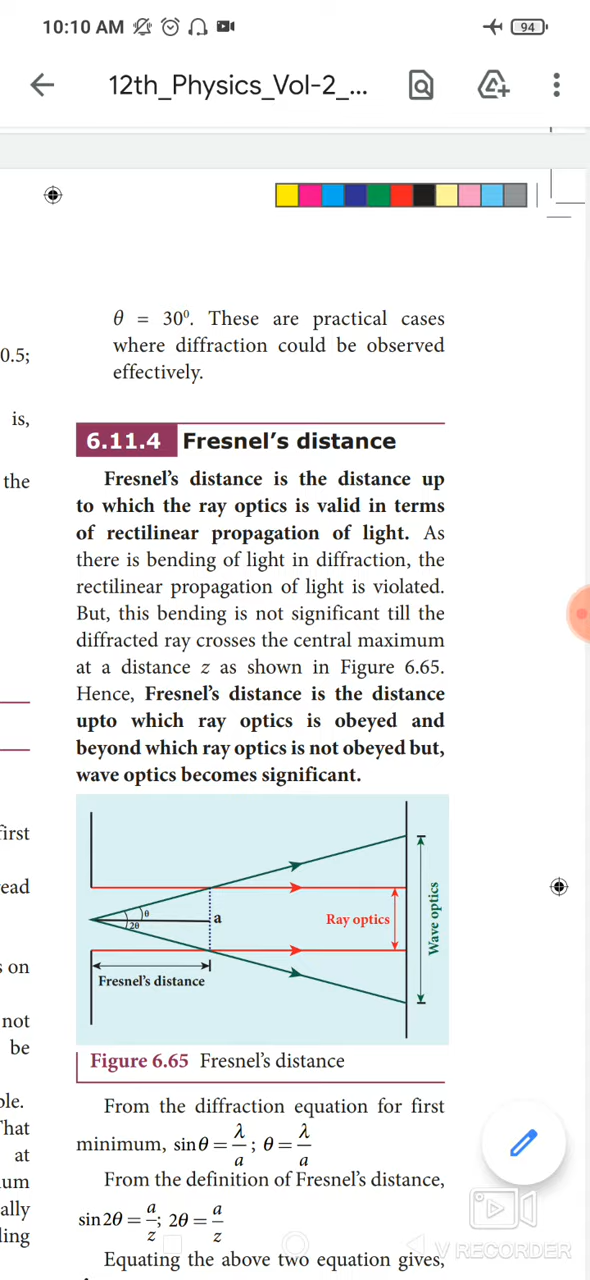 10:10 AM 94
12th_Physics_Vol-2_...
θ = 30⁰. These are practical cases
where diffraction could be observed
effectively.
0.5;
is,
the
6.11.4 Fresnel's distance
Fresnel's distance is the distance up
to which the ray optics is valid in terms
of rectilinear propagation of light. As
there is bending of light in diffraction, the
rectilinear propagation of light is violated.
But, this bending is not significant till the
diffracted ray crosses the central maximum
at a distance z as shown in Figure 6.65.
Hence, Fresnel's distance is the distance
upto which ray optics is obeyed and
beyond which ray optics is not obeyed but,
wave optics becomes significant.
first
ead
s on
not
be
ple.
That
at
um
ally
ling
θ
2θ
a
Ray optics
Wave optics
Fresnel's distance
Figure 6.65 Fresnel's distance
From the diffraction equation for first
minimum, sinθ = λ/a; θ = λ/a
From the definition of Fresnel's distance,
sin2θ = a/z; 2θ = a/z
Equating the above two equation gives,
V RECORDER